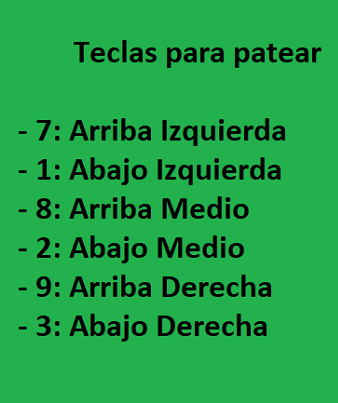 Teclas para patear
- 7: Arriba Izquierda
- 1: Abajo Izquierda
- 8: Arriba Medio
- 2: Abajo Medio
- 9: Arriba Derecha
- 3: Abajo Derecha